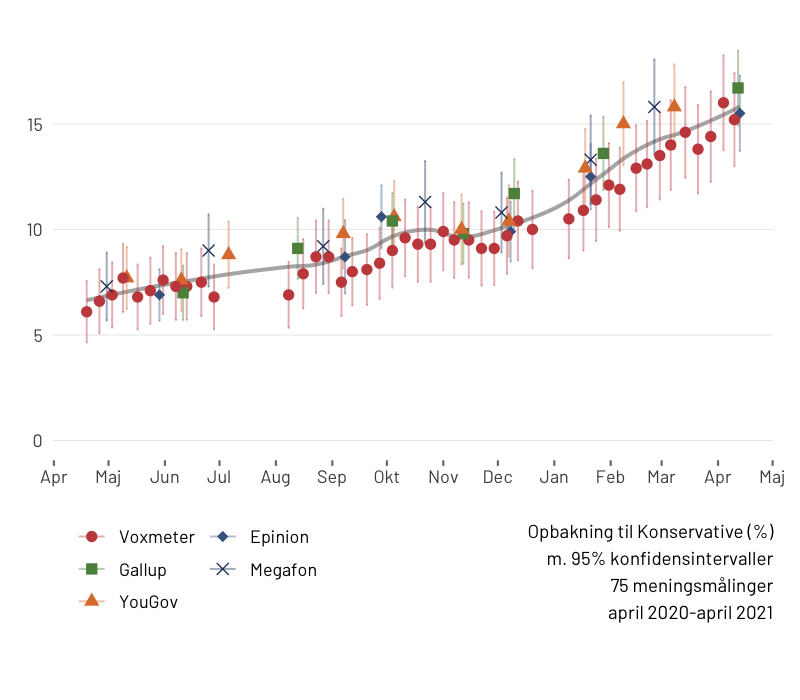 15
10
5
0
Apr Maj Jun Jul Aug Sep Okt Nov Dec Jan Feb Mar Apr Maj
Voxmeter Epinion
Gallup Megafon
YouGov
Opbakning til Konservative (%)
m. 95% konfidensintervaller
75 meningsmålinger
april 2020-april 2021